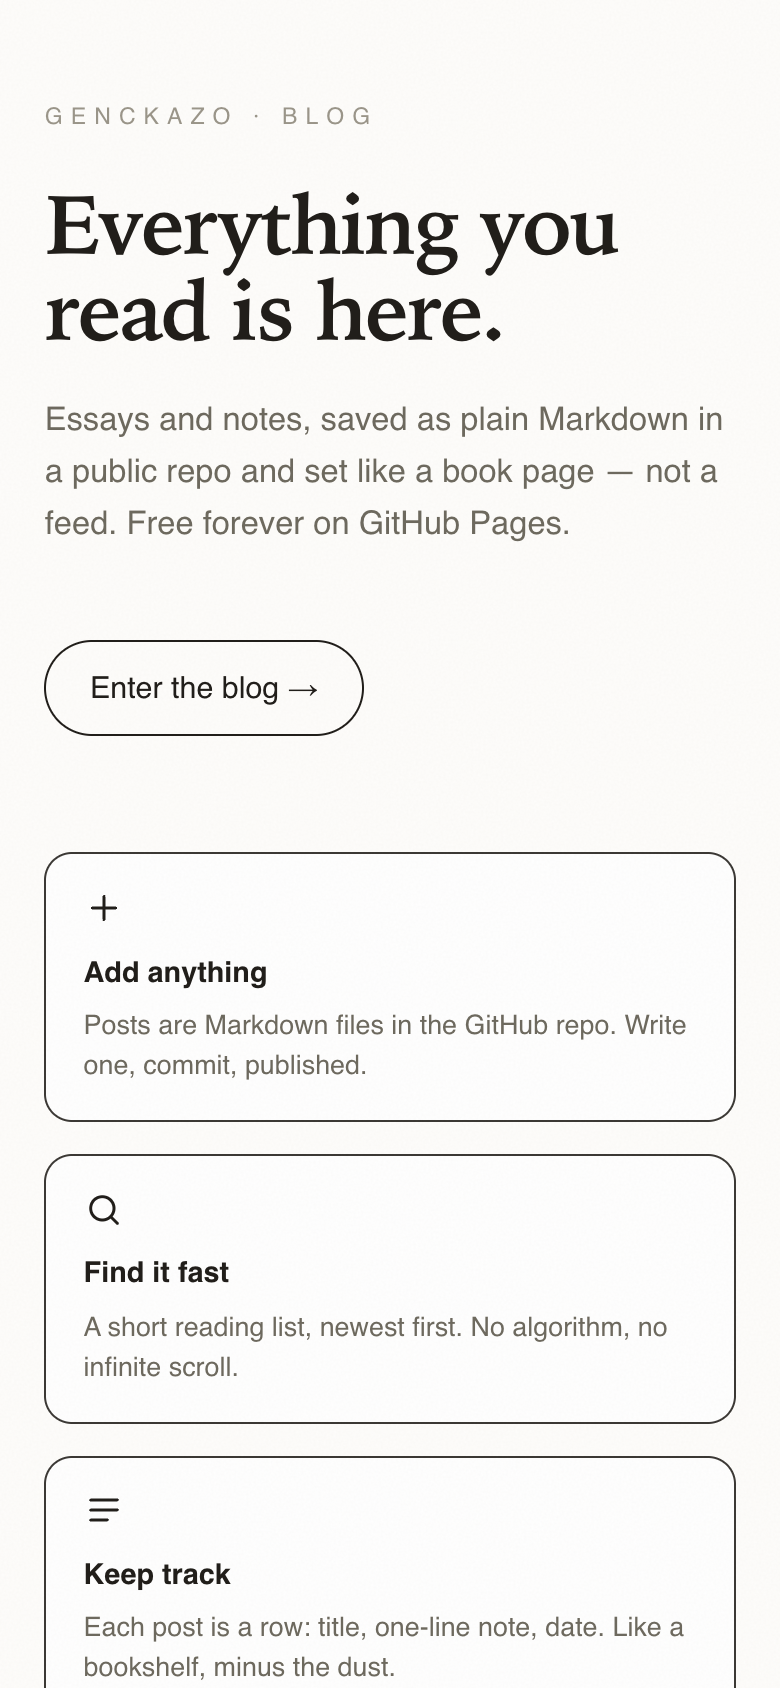 GENCKAZO · BLOG
Everything you
read is here.
Essays and notes, saved as plain Markdown in
a public repo and set like a book page — not a
feed. Free forever on GitHub Pages.
Enter the blog →
Add anything
Posts are Markdown files in the GitHub repo. Write
one, commit, published.
Find it fast
A short reading list, newest first. No algorithm, no
infinite scroll.
Keep track
Each post is a row: title, one-line note, date. Like a
bookshelf, minus the dust.